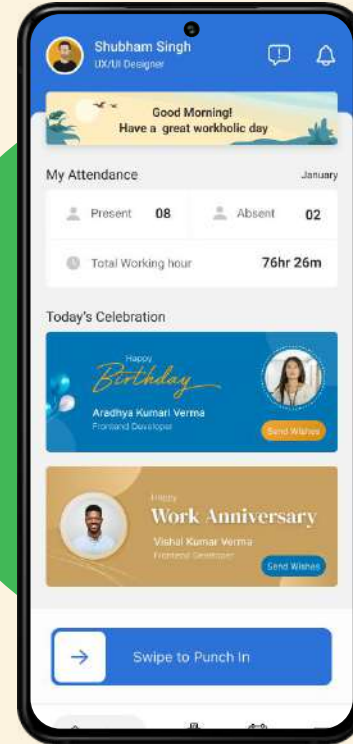 Shubham Singh
UX/UI Designer
Good Morning!
Have a great workholic day
My Attendance
January
Present 08
Absent 02
Total Working hour 76hr 26m
Today's Celebration
Happy
Birthday
Aradhya Kumari Verma
Frontend Developer
Send Wishes
Happy
Work Anniversary
Vishal Kumar Verma
Frontend Developer
Send Wishes
Swipe to Punch In